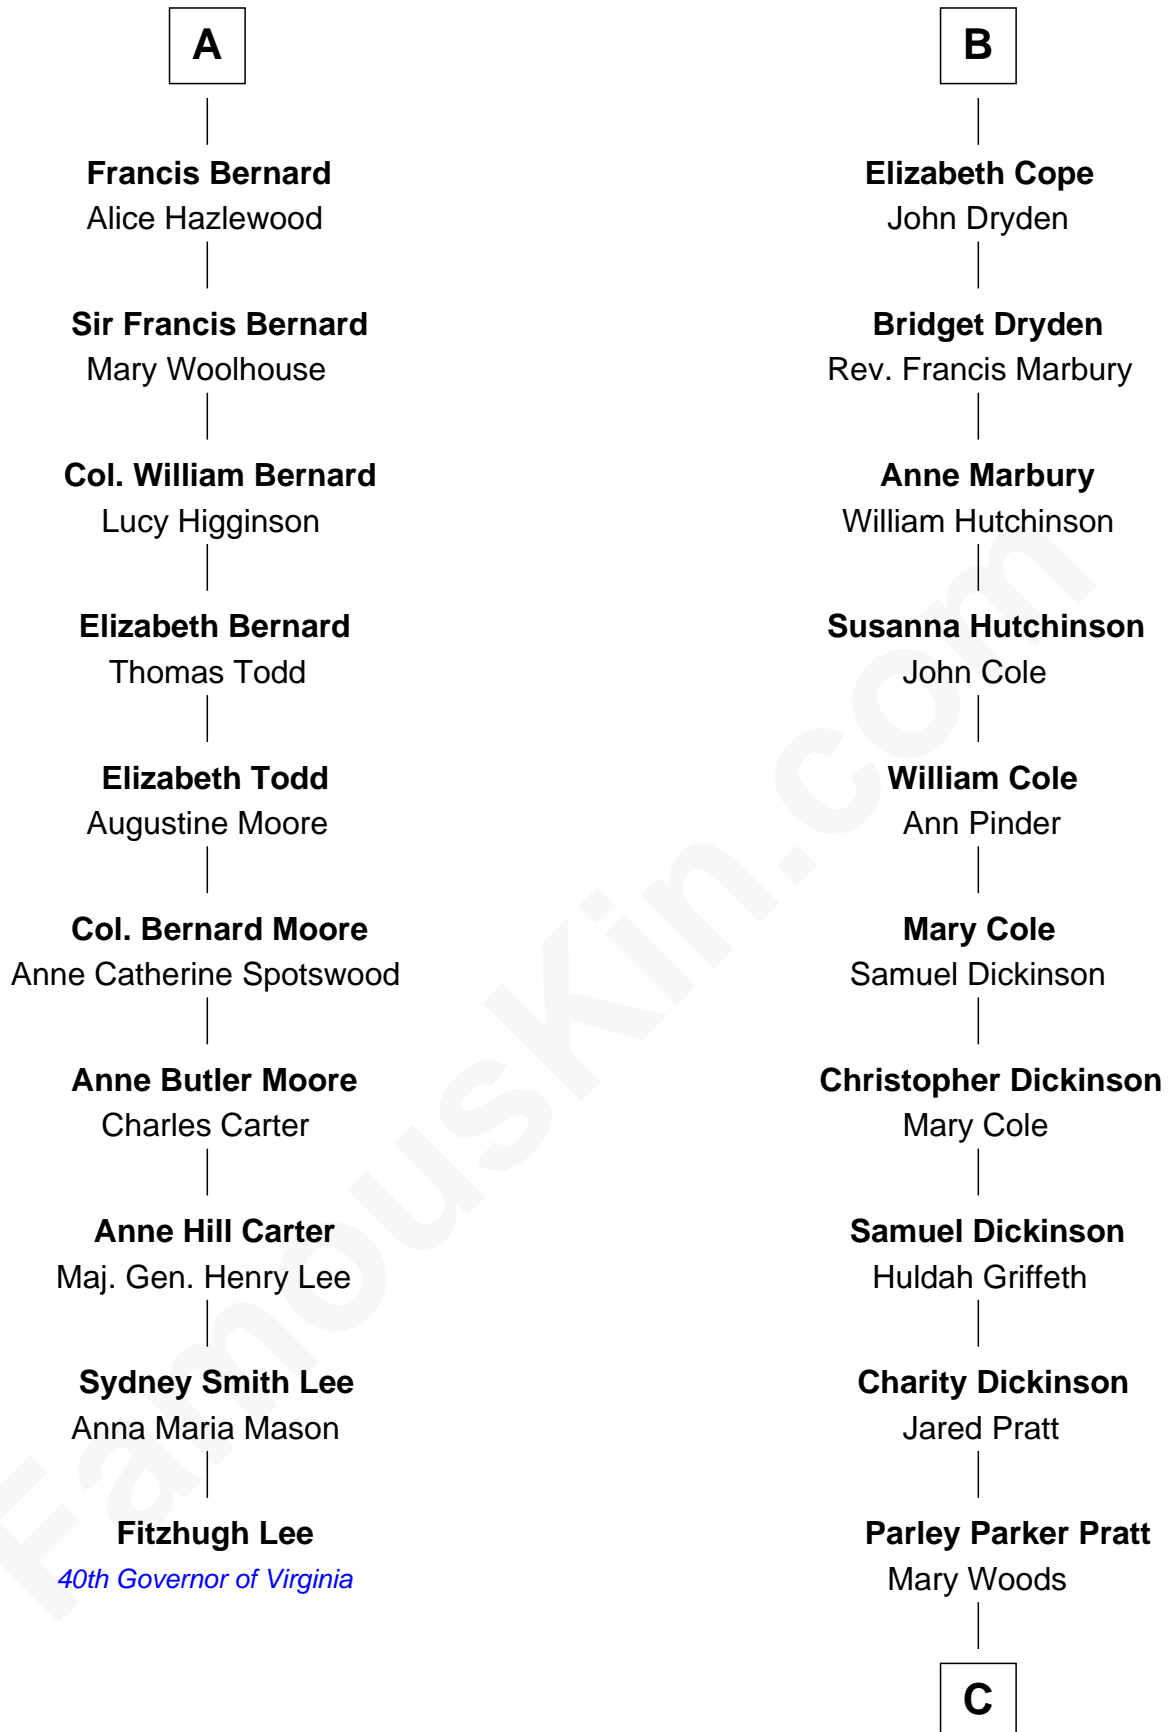 A
Francis Bernard
Alice Hazlewood
Sir Francis Bernard
Mary Woolhouse
Col. William Bernard
Lucy Higginson
Elizabeth Bernard
Thomas Todd
Elizabeth Todd
Augustine Moore
Col. Bernard Moore
Anne Catherine Spotswood
Anne Butler Moore
Charles Carter
Anne Hill Carter
Maj. Gen. Henry Lee
Sydney Smith Lee
Anna Maria Mason
Fitzhugh Lee
40th Governor of Virginia
B
Elizabeth Cope
John Dryden
Bridget Dryden
Rev. Francis Marbury
Anne Marbury
William Hutchinson
Susanna Hutchinson
John Cole
William Cole
Ann Pinder
Mary Cole
Samuel Dickinson
Christopher Dickinson
Mary Cole
Samuel Dickinson
Huldah Griffeth
Charity Dickinson
Jared Pratt
Parley Parker Pratt
Mary Woods
C
FamousKin.com